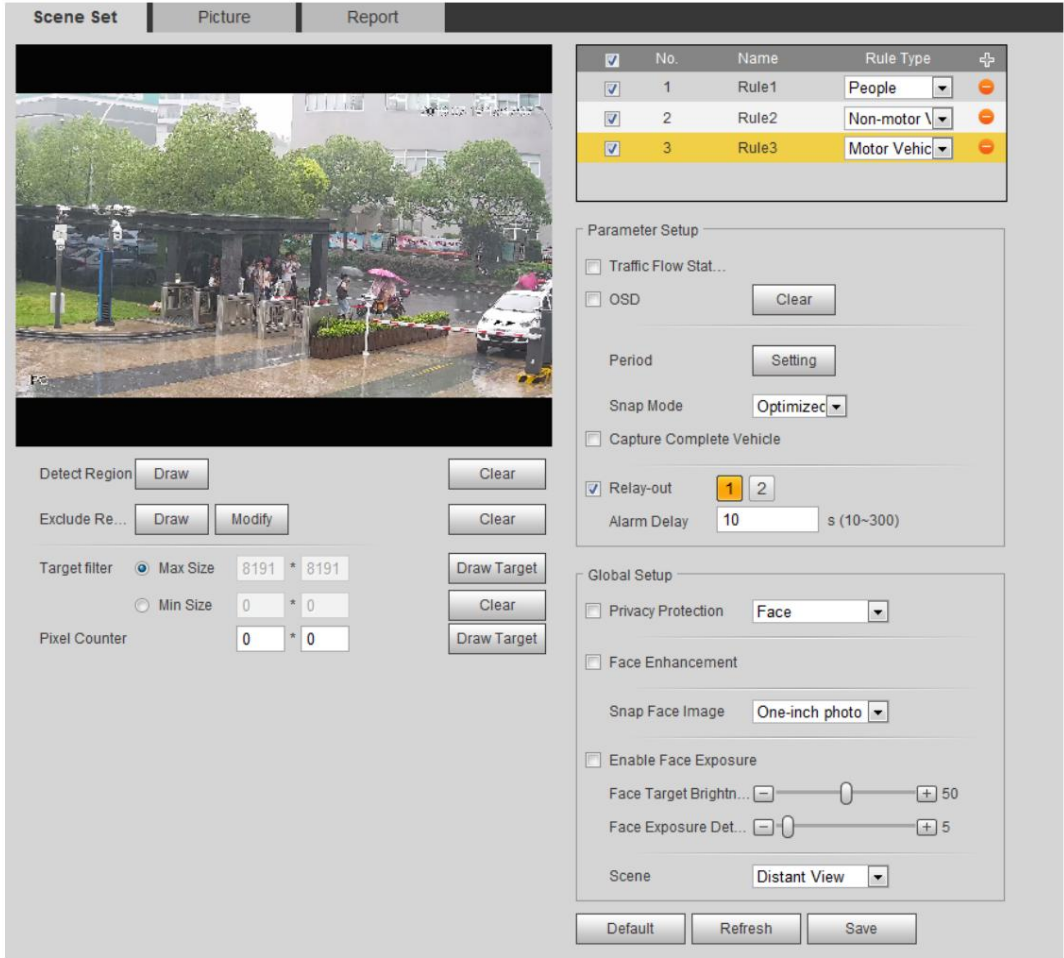 Scene Set Picture Report
No. Name Rule Type
1 Rule1 People
2 Rule2 Non-motor V
3 Rule3 Motor Vehic
Parameter Setup
Traffic Flow Stat...
OSD Clear
Period Setting
Snap Mode Optimized
Capture Complete Vehicle
Relay-out 1 2
Alarm Delay 10 s (10~300)
Detect Region Draw Clear
Exclude Re... Draw Modify Clear
Target filter Max Size 8191 * 8191 Draw Target
Min Size 0 * 0 Clear
Pixel Counter 0 * 0 Draw Target
Global Setup
Privacy Protection Face
Face Enhancement
Snap Face Image One-inch photo
Enable Face Exposure
Face Target Brightn... 50
Face Exposure Det... 5
Scene Distant View
Default Refresh Save